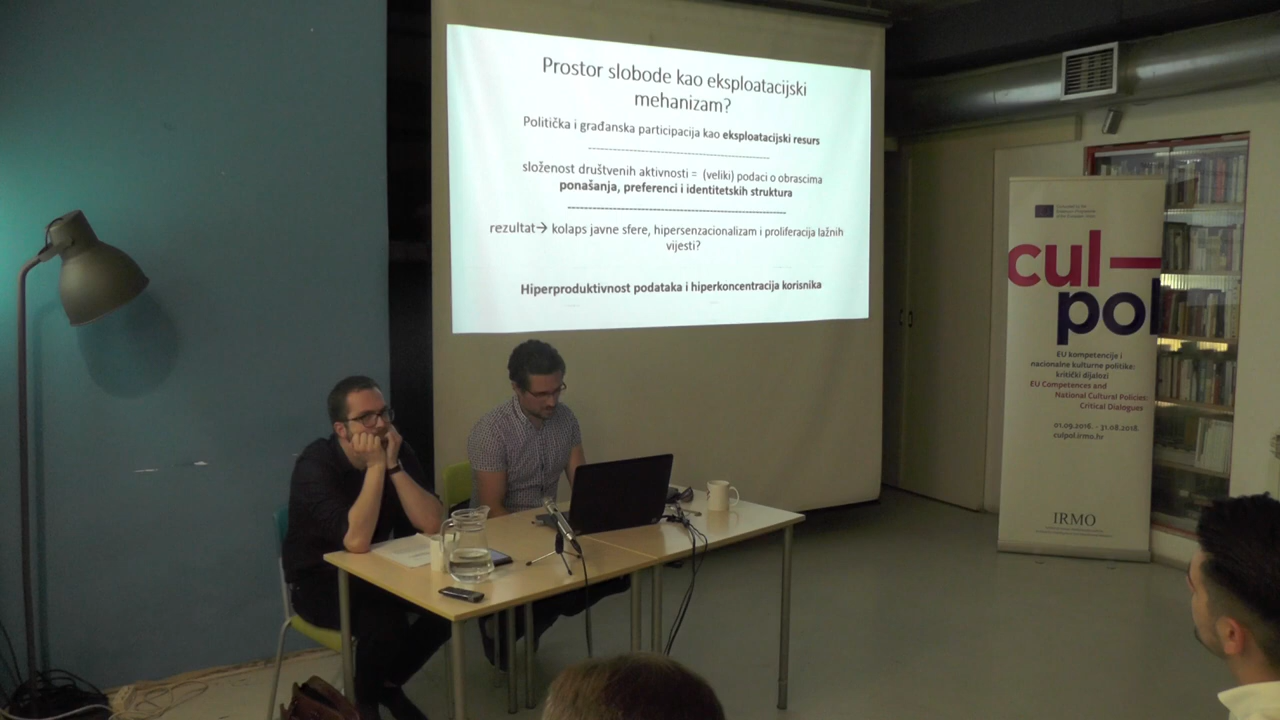 Prostor slobode kao eksploatacijski
mehanizam?
Politička i građanska participacija kao eksploatacijski resurs
složenost društvenih aktivnosti = (veliki) podaci o obrascima
ponašanja, preferenci i identitetskih struktura
rezultat→ kolaps javne sfere, hipersenzacionalizam i proliferacija lažnih
vijesti?
Hiperproduktivnost podataka i hiperkoncentracija korisnika
cul—
pol
EU kompetencije i
nacionalne kulturne politike:
kritički dijalozi
EU Competences and
National Cultural Policies:
Critical Dialogues
01.09.2016. - 31.08.2018.
culpol.irmo.hr
IRMO